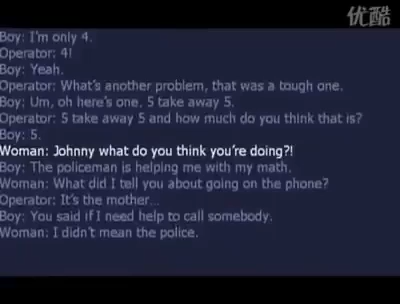 优酷
Boy: I'm only 4.
Operator: 4!
Boy: Yeah.
Operator: What's another problem, that was a tough one.
Boy: Um, oh here's one. 5 take away 5.
Operator: 5 take away 5 and how much do you think that is?
Boy: 5.
Woman: Johnny what do you think you're doing?!
Boy: The policeman is helping me with my math.
Woman: What did I tell you about going on the phone?
Operator: It's the mother...
Boy: You said if I need help to call somebody.
Woman: I didn't mean the police.